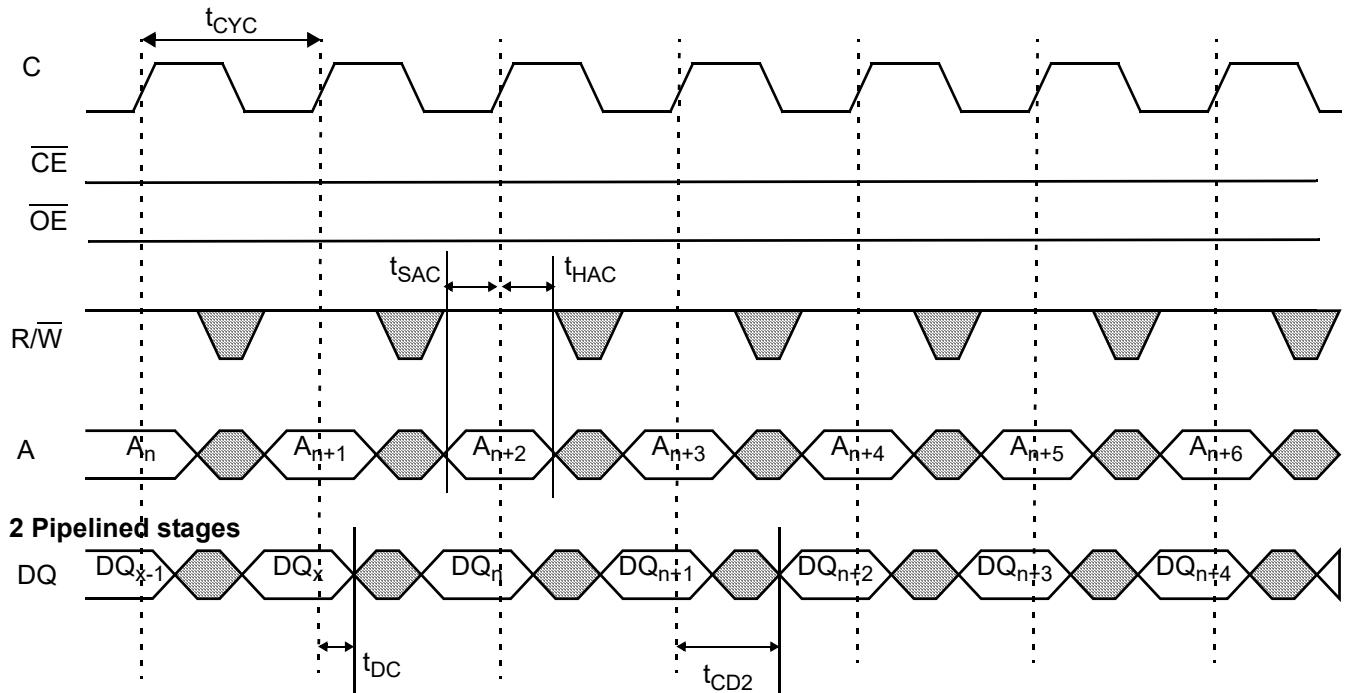 tCYC
C
CE
OE
tSAC tHAC
R/W
A An An+1 An+2 An+3 An+4 An+5 An+6
2 Pipelined stages
DQ DQx-1 DQx DQn DQn+1 DQn+2 DQn+3 DQn+4
tDC tCD2